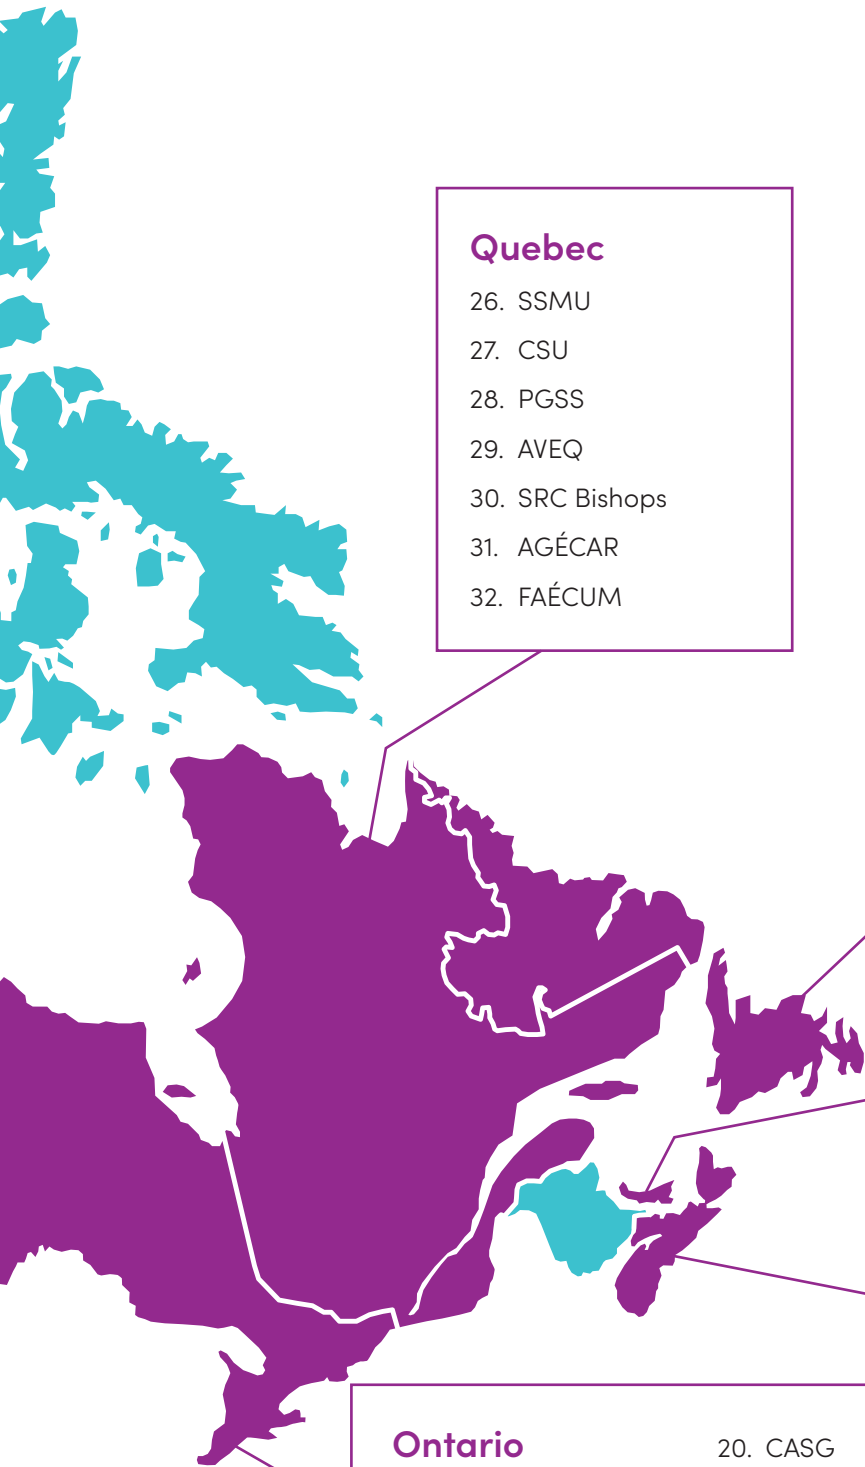 Quebec
26. SSMU
27. CSU
28. PGSS
29. AVEQ
30. SRC Bishops
31. AGÉCAR
32. FAÉCUM
Ontario
20. CASG